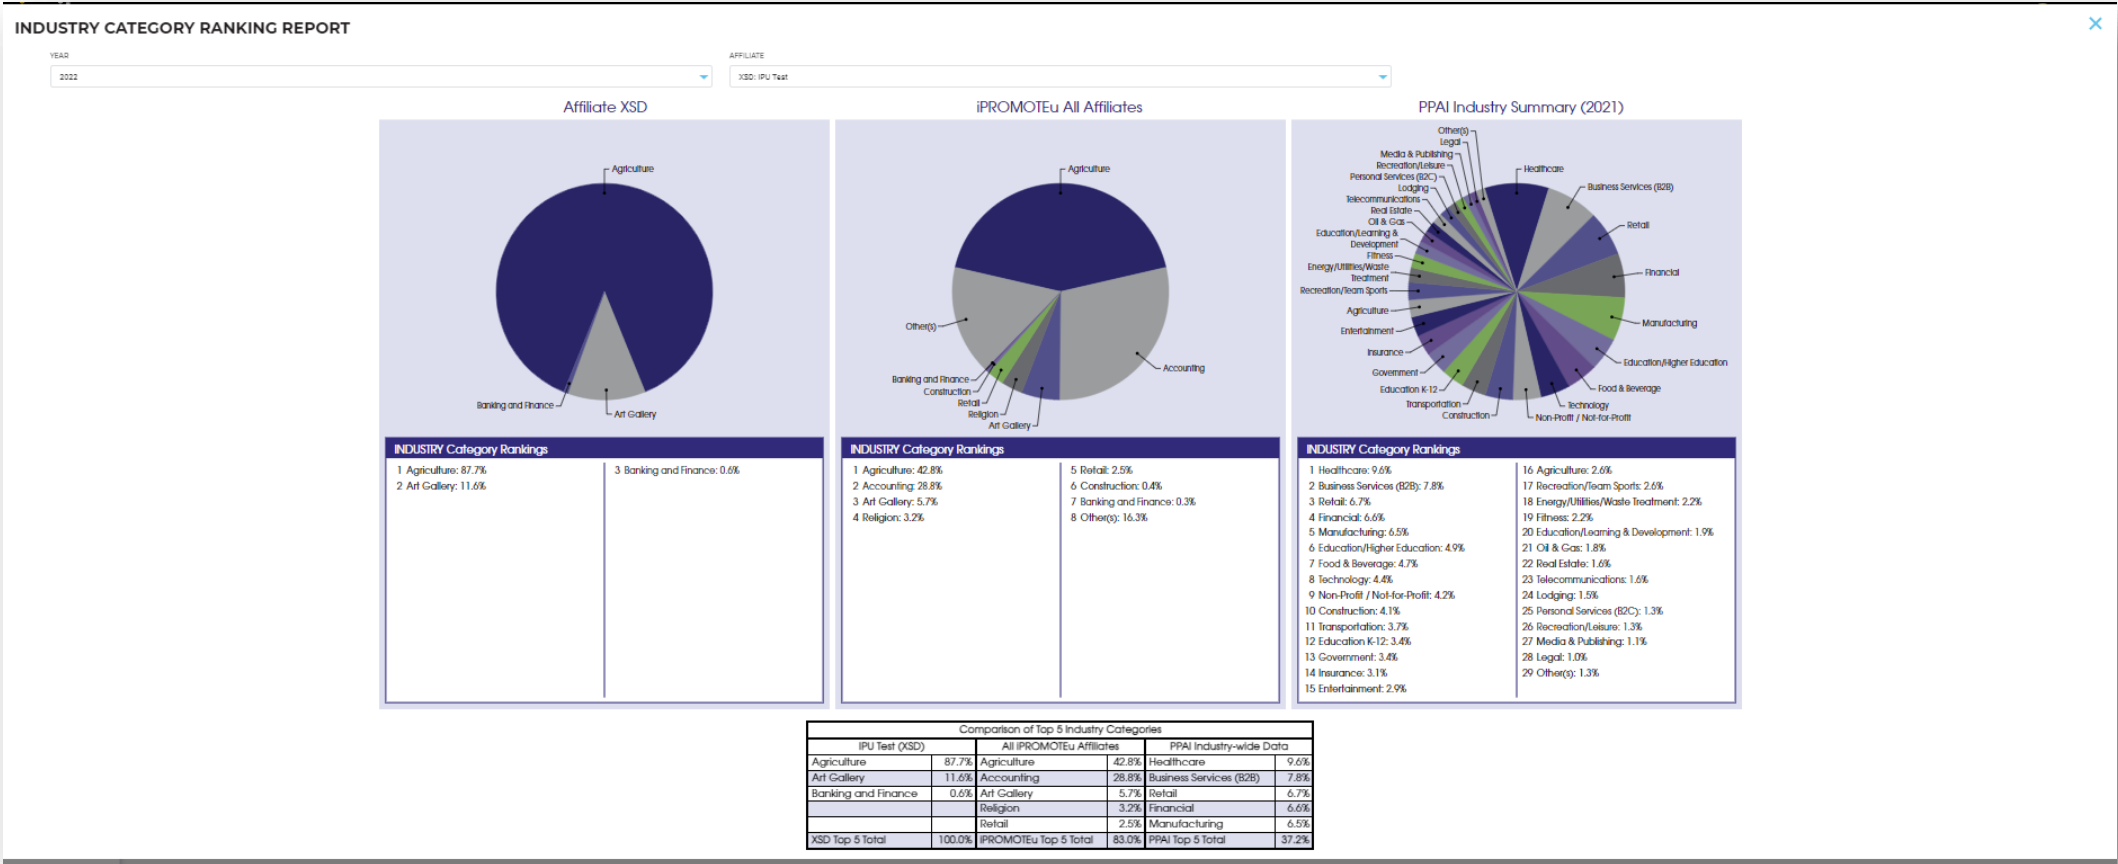 INDUSTRY CATEGORY RANKING REPORT
YEAR
2022
AFFILIATE
XSD: IPU Test
Affiliate XSD
Agriculture
Banking and Finance
Art Gallery
INDUSTRY Category Rankings
1 Agriculture: 87.7%
2 Art Gallery: 11.6%
3 Banking and Finance: 0.6%
iPROMOTEu All Affiliates
Agriculture
Other(s)
Accounting
Banking and Finance
Construction
Retail
Religion
Art Gallery
INDUSTRY Category Rankings
1 Agriculture: 42.8%
2 Accounting: 28.8%
3 Art Gallery: 5.7%
4 Religion: 3.2%
5 Retail: 2.5%
6 Construction: 0.4%
7 Banking and Finance: 0.3%
8 Other(s): 16.3%
PPAI Industry Summary (2021)
Other(s)
Legal
Media & Publishing
Recreation/Leisure
Personal Services (B2C)
Lodging
Telecommunications
Real Estate
Oil & Gas
Education/Learning &
Development
Fitness
Energy/Utilities/Waste
Treatment
Recreation/Team Sports
Agriculture
Entertainment
Insurance
Government
Education K-12
Transportation
Construction
Healthcare
Business Services (B2B)
Retail
Financial
Manufacturing
Education/Higher Education
Food & Beverage
Technology
Non-Profit / Not-for-Profit
INDUSTRY Category Rankings
1 Healthcare: 9.6%
2 Business Services (B2B): 7.8%
3 Retail: 6.7%
4 Financial: 6.6%
5 Manufacturing: 6.5%
6 Education/Higher Education: 4.9%
7 Food & Beverage: 4.7%
8 Technology: 4.4%
9 Non-Profit / Not-for-Profit: 4.2%
10 Construction: 4.1%
11 Transportation: 3.7%
12 Education K-12: 3.4%
13 Government: 3.4%
14 Insurance: 3.1%
15 Entertainment: 2.9%
16 Agriculture: 2.6%
17 Recreation/Team Sports: 2.6%
18 Energy/Utilities/Waste Treatment: 2.2%
19 Fitness: 2.2%
20 Education/Learning & Development: 1.9%
21 Oil & Gas: 1.8%
22 Real Estate: 1.6%
23 Telecommunications: 1.6%
24 Lodging: 1.5%
25 Personal Services (B2C): 1.3%
26 Recreation/Leisure: 1.3%
27 Media & Publishing: 1.1%
28 Legal: 1.0%
29 Other(s): 1.3%
Comparison of Top 5 Industry Categories
IPU Test (XSD) All iPROMOTEu Affiliates PPAI Industry-wide Data
Agriculture 87.7% Agriculture 42.8% Healthcare 9.6%
Art Gallery 11.6% Accounting 28.8% Business Services (B2B) 7.8%
Banking and Finance 0.6% Art Gallery 5.7% Retail 6.7%
Religion 3.2% Financial 6.6%
Retail 2.5% Manufacturing 6.5%
XSD Top 5 Total 100.0% iPROMOTEu Top 5 Total 83.0% PPAI Top 5 Total 37.2%